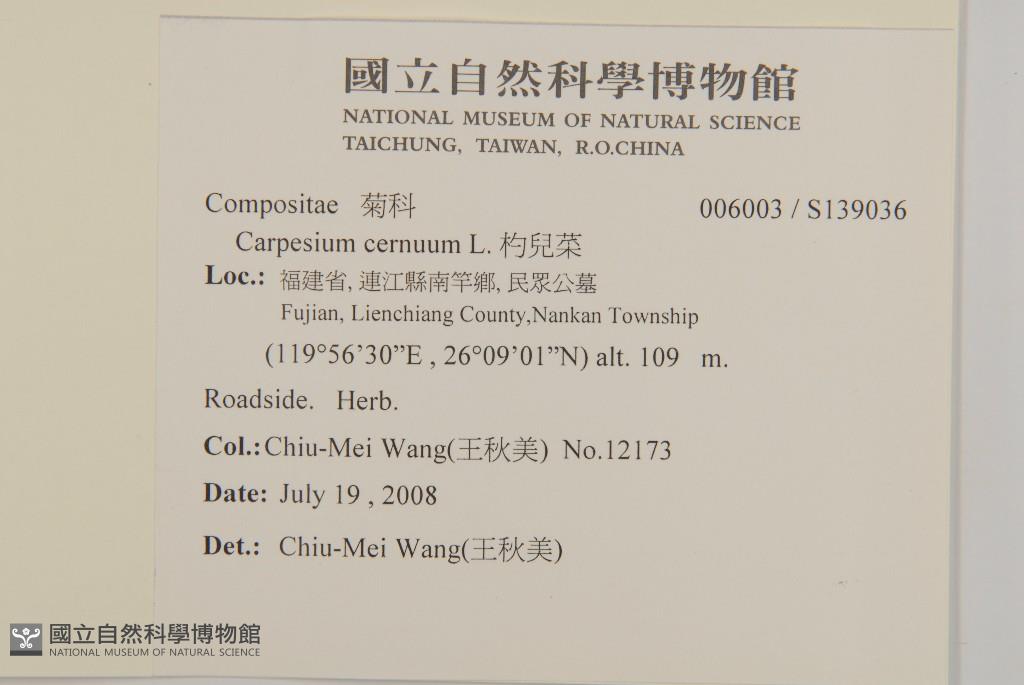 國立自然科學博物館
NATIONAL MUSEUM OF NATURAL SCIENCE
TAICHUNG, TAIWAN, R.O.CHINA
Compositae 菊科 006003 / S139036
Carpesium cernuum L. 杓兒菜
Loc.: 福建省, 連江縣南竿鄉, 民眾公墓
Fujian, Lienchiang County,Nankan Township
(119°56’30”E , 26°09’01”N) alt. 109 m.
Roadside. Herb.
Col.:Chiu-Mei Wang(王秋美) No.12173
Date: July 19 , 2008
Det.: Chiu-Mei Wang(王秋美)
國立自然科學博物館
NATIONAL MUSEUM OF NATURAL SCIENCE